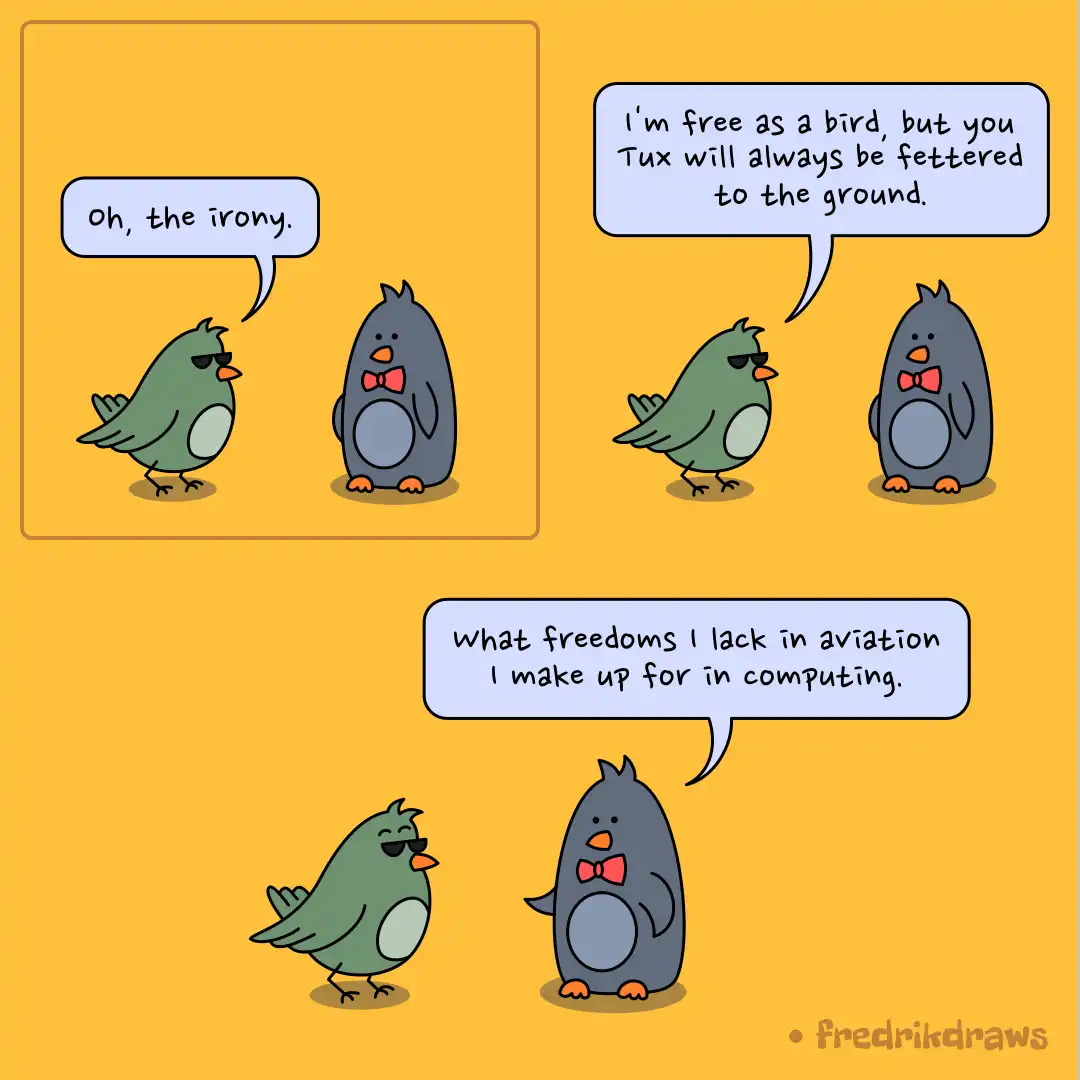 Oh, the irony.
I'm free as a bird, but you
Tux will always be fettered
to the ground.
What freedoms I lack in aviation
I make up for in computing.
• fredrikdraws